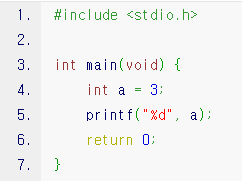 1. #include <stdio.h>
2.
3. int main(void) {
4.     int a = 3;
5.     printf("%d", a);
6.     return 0;
7. }